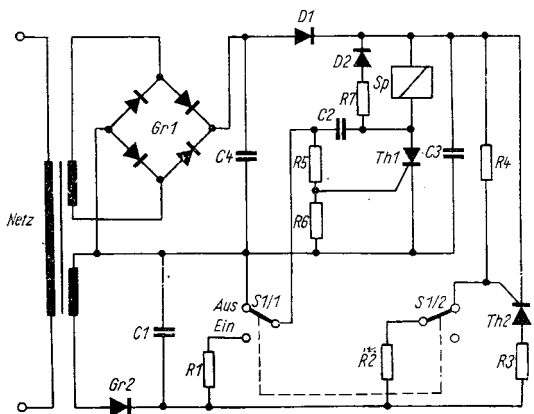 D1
D2
Sp
R7
Gr1
C2
C4
R5
Th1
C3
R4
Netz
R6
Aus
S1/1
S1/2
Ein
Th2
C1
R1
R2
R3
Gr2